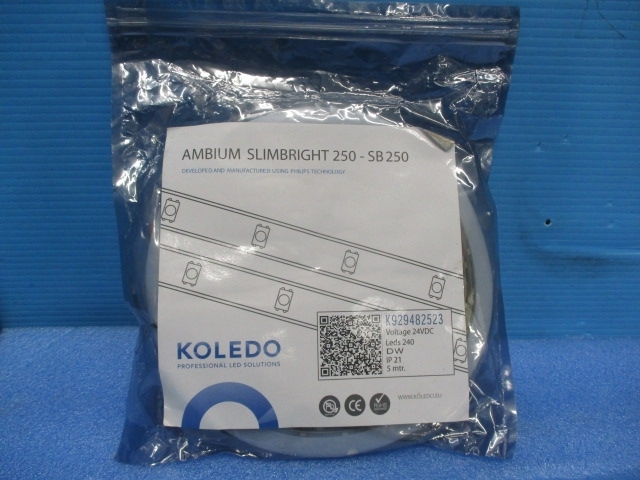 AMBIUM SLIMBRIGHT 250 - SB250
DEVELOPED AND MANUFACTURED USING PHILIPS TECHNOLOGY
K929482523
Voltage 24VDC
Leds 240
DW
IP 21
5 mtr.
KOLEDO
PROFESSIONAL LED SOLUTIONS
CE
WWW.KOLEDO.EU